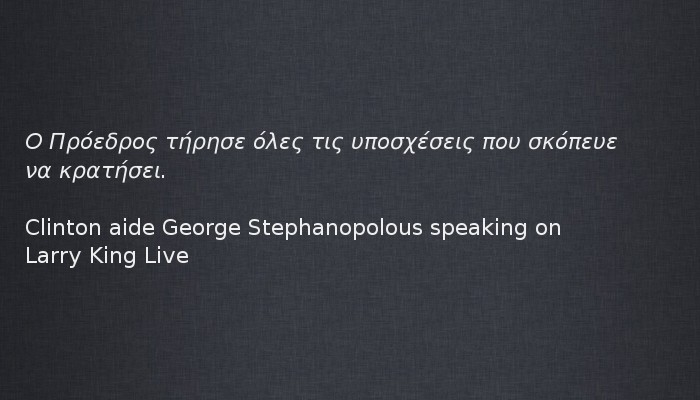 Ο Πρόεδρος τήρησε όλες τις υποσχέσεις που σκόπευε
να κρατήσει.
Clinton aide George Stephanopolous speaking on
Larry King Live